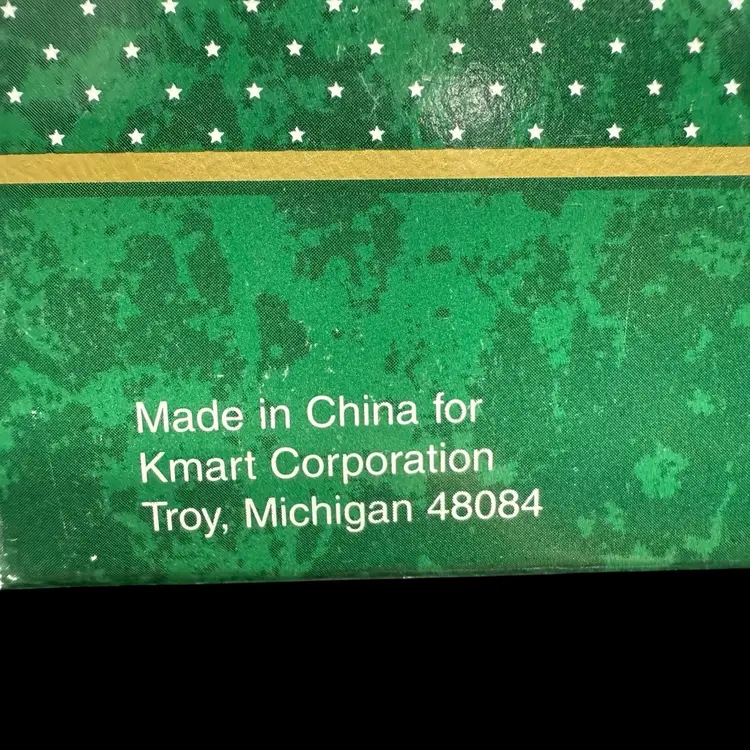 Made in China for
Kmart Corporation
Troy, Michigan 48084